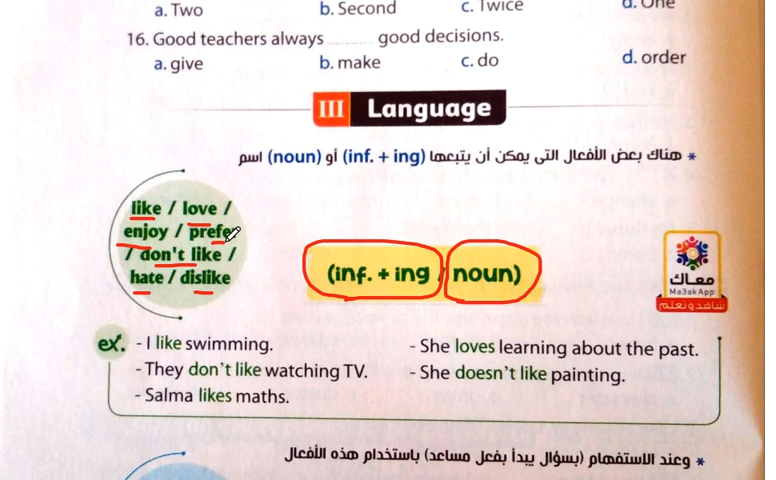 a. Two b. Second c. Twice d. One
16. Good teachers always ............ good decisions.
a. give b. make c. do d. order
III Language
* هناك بعض الأفعال التى يمكن أن يتبعها (inf. + ing) أو (noun) اسم
like / love /
enjoy / prefer
/ don't like /
hate / dislike
(inf. + ing / noun)
معاك
Ma3akApp
شاهد و نعلم
ex. - I like swimming.
- They don't like watching TV.
- Salma likes maths.
- She loves learning about the past.
- She doesn't like painting.
* وعند الاستفهام (بسؤال يبدأ بفعل مساعد) باستخدام هذه الأفعال